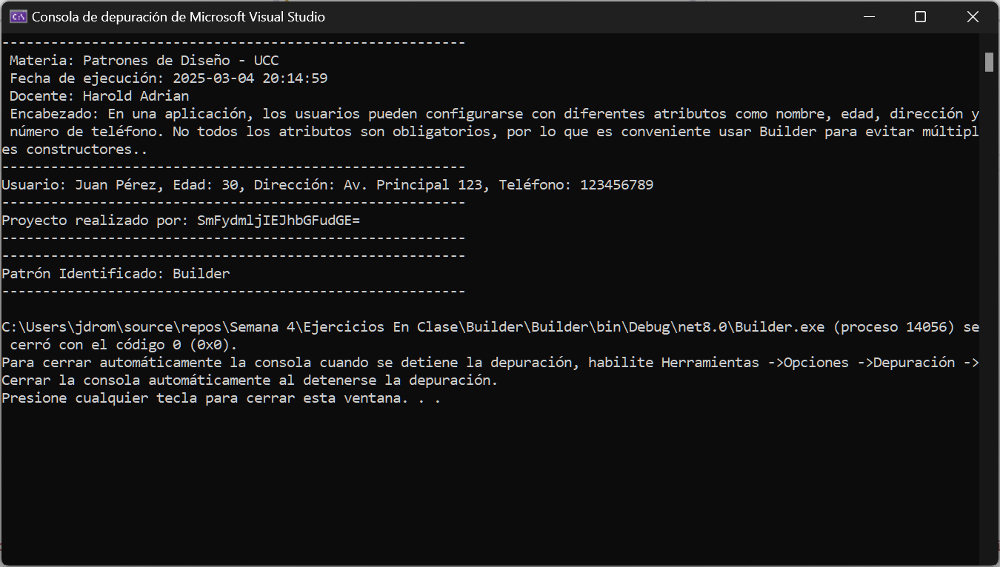 Consola de depuración de Microsoft Visual Studio
---------------------------------------------------------
Materia: Patrones de Diseño - UCC
Fecha de ejecución: 2025-03-04 20:14:59
Docente: Harold Adrian
Encabezado: En una aplicación, los usuarios pueden configurarse con diferentes atributos como nombre, edad, dirección y
número de teléfono. No todos los atributos son obligatorios, por lo que es conveniente usar Builder para evitar múltipl
es constructores..
---------------------------------------------------------
Usuario: Juan Pérez, Edad: 30, Dirección: Av. Principal 123, Teléfono: 123456789
---------------------------------------------------------
Proyecto realizado por: SmFydmljIEJhbGFudGE=
---------------------------------------------------------
---------------------------------------------------------
Patrón Identificado: Builder
---------------------------------------------------------
C:\Users\jdrom\source\repos\Semana 4\Ejercicios En Clase\Builder\Builder\bin\Debug\net8.0\Builder.exe (proceso 14056) se
cerró con el código 0 (0x0).
Para cerrar automáticamente la consola cuando se detiene la depuración, habilite Herramientas ->Opciones ->Depuración ->
Cerrar la consola automáticamente al detenerse la depuración.
Presione cualquier tecla para cerrar esta ventana. . .